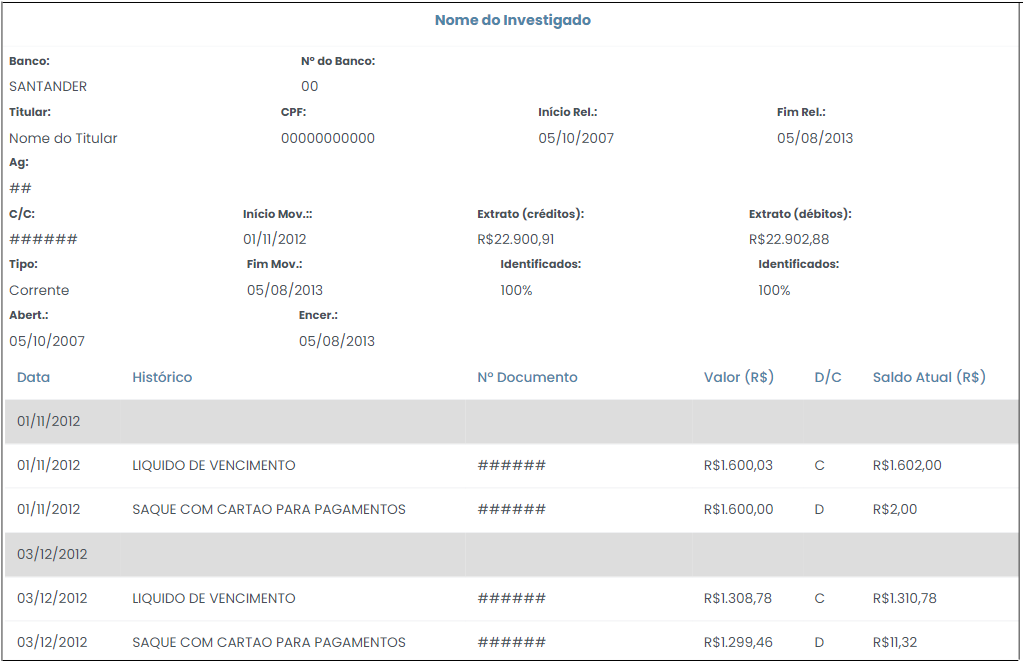 Nome do Investigado
Banco: Nº do Banco:
SANTANDER 00
Titular: CPF: Início Rel.: Fim Rel.:
Nome do Titular 00000000000 05/10/2007 05/08/2013
Ag:
##
C/C: Início Mov.:: Extrato (créditos): Extrato (débitos):
###### 01/11/2012 R$22.900,91 R$22.902,88
Tipo: Fim Mov.: Identificados: Identificados:
Corrente 05/08/2013 100% 100%
Abert.: Encer.:
05/10/2007 05/08/2013
Data Histórico Nº Documento Valor (R$) D/C Saldo Atual (R$)
01/11/2012
01/11/2012 LIQUIDO DE VENCIMENTO ###### R$1.600,03 C R$1.602,00
01/11/2012 SAQUE COM CARTAO PARA PAGAMENTOS ###### R$1.600,00 D R$2,00
03/12/2012
03/12/2012 LIQUIDO DE VENCIMENTO ###### R$1.308,78 C R$1.310,78
03/12/2012 SAQUE COM CARTAO PARA PAGAMENTOS ###### R$1.299,46 D R$11,32